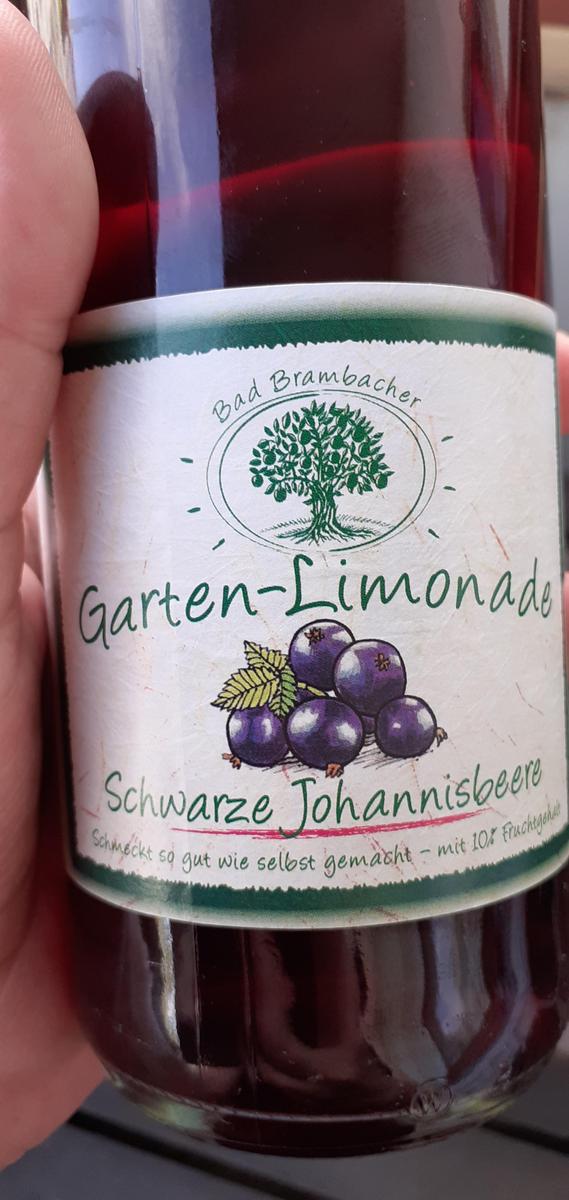 Bad Brambacher
Garten-Limonade
Schwarze Johannisbeere
Schmeckt so gut wie selbst gemacht - mit 10% Fruchtgehalt